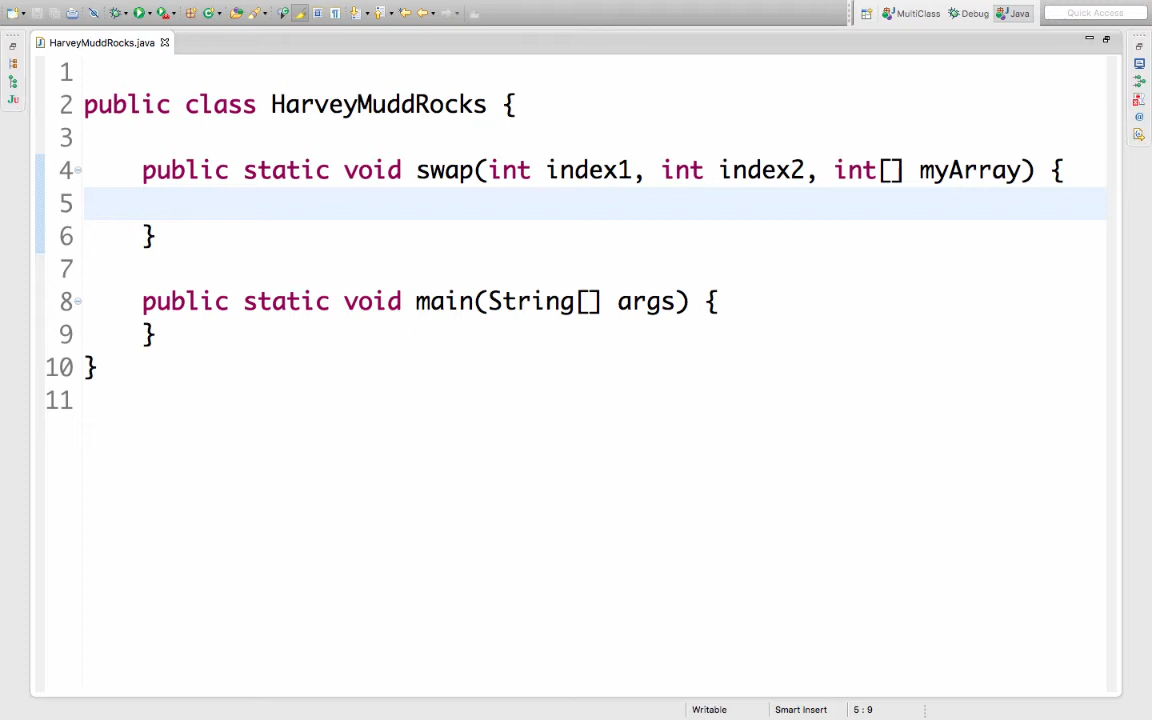 MultiClass Debug Java Quick Access
HarveyMuddRocks.java
1
2 public class HarveyMuddRocks {
3
4 public static void swap(int index1, int index2, int[] myArray) {
5
6 }
7
8 public static void main(String[] args) {
9 }
10 }
11
Writable Smart Insert 5 : 9